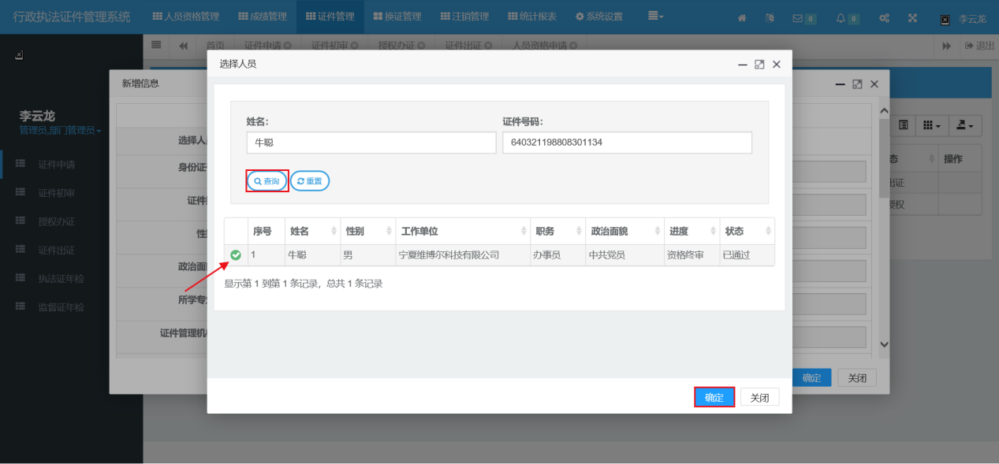 行政执法证件管理系统 人员资格管理 成绩管理 证件管理 换证管理 注销管理 统计报表 系统设置 0 0 李云龙
首页 证件申请 证件初审 授权办证 证件出证 人员资格申请 退出
选择人员
新增信息
李云龙
管理员,部门管理员
姓名: 证件号码:
牛聪 640321198808301134
查询 重置
选择人
身份证
证件
性
政治面
所学专
证件管理机
证件申请
证件初审
授权办证
证件出证
执法证年检
监督证年检
序号 姓名 性别 工作单位 职务 政治面貌 进度 状态
1 牛聪 男 宁夏维博尔科技有限公司 办事员 中共党员 资格终审 已通过
显示第 1 到第 1 条记录，总共 1 条记录
态 操作
出证
授权
确定 关闭
确定 关闭